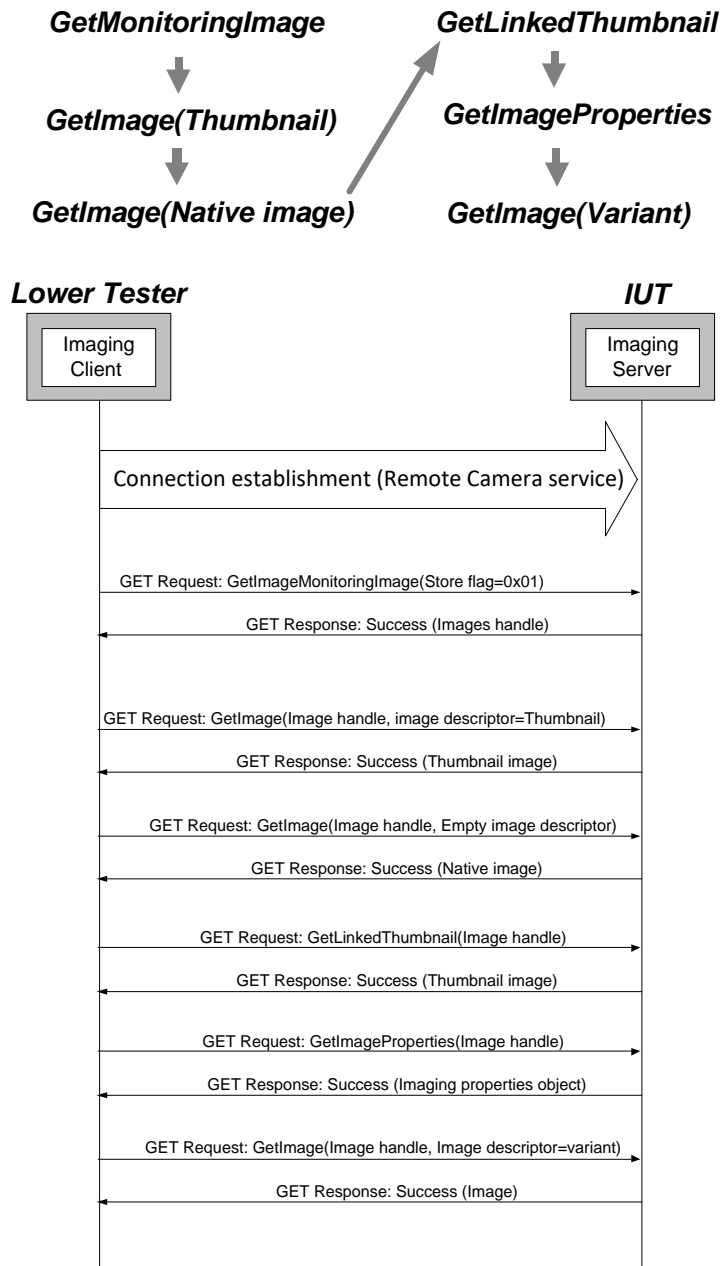 GetMonitoringImage
GetImage(Thumbnail)
GetImage(Native image)
GetLinkedThumbnail
GetImageProperties
GetImage(Variant)
Lower Tester
IUT
Imaging
Client
Imaging
Server
Connection establishment (Remote Camera service)
GET Request: GetImageMonitoringImage(Store flag=0x01)
GET Response: Success (Images handle)
GET Request: GetImage(Image handle, image descriptor=Thumbnail)
GET Response: Success (Thumbnail image)
GET Request: GetImage(Image handle, Empty image descriptor)
GET Response: Success (Native image)
GET Request: GetLinkedThumbnail(Image handle)
GET Response: Success (Thumbnail image)
GET Request: GetImageProperties(Image handle)
GET Response: Success (Imaging properties object)
GET Request: GetImage(Image handle, Image descriptor=variant)
GET Response: Success (Image)